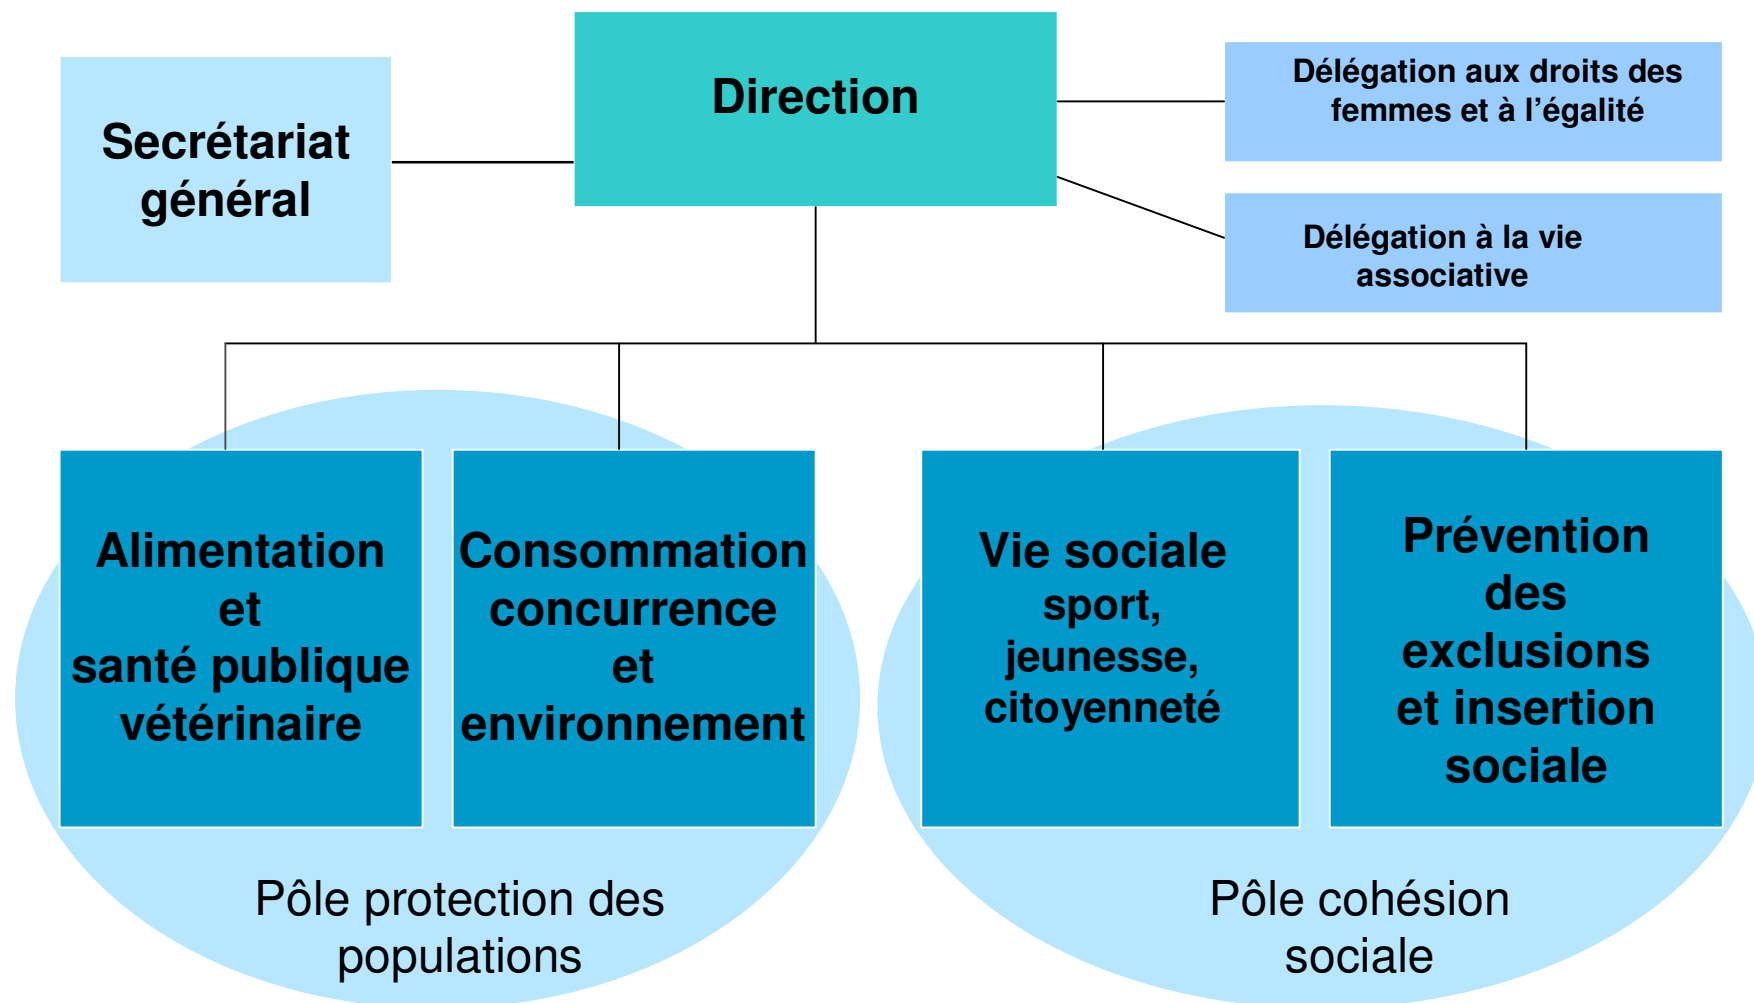 Secrétariat
général
Direction
Délégation aux droits des
femmes et à l’égalité
Délégation à la vie
associative
Alimentation
et
santé publique
vétérinaire
Consommation
concurrence
et
environnement
Vie sociale
sport,
jeunesse,
citoyenneté
Prévention
des
exclusions
et insertion
sociale
Pôle protection des
populations
Pôle cohésion
sociale